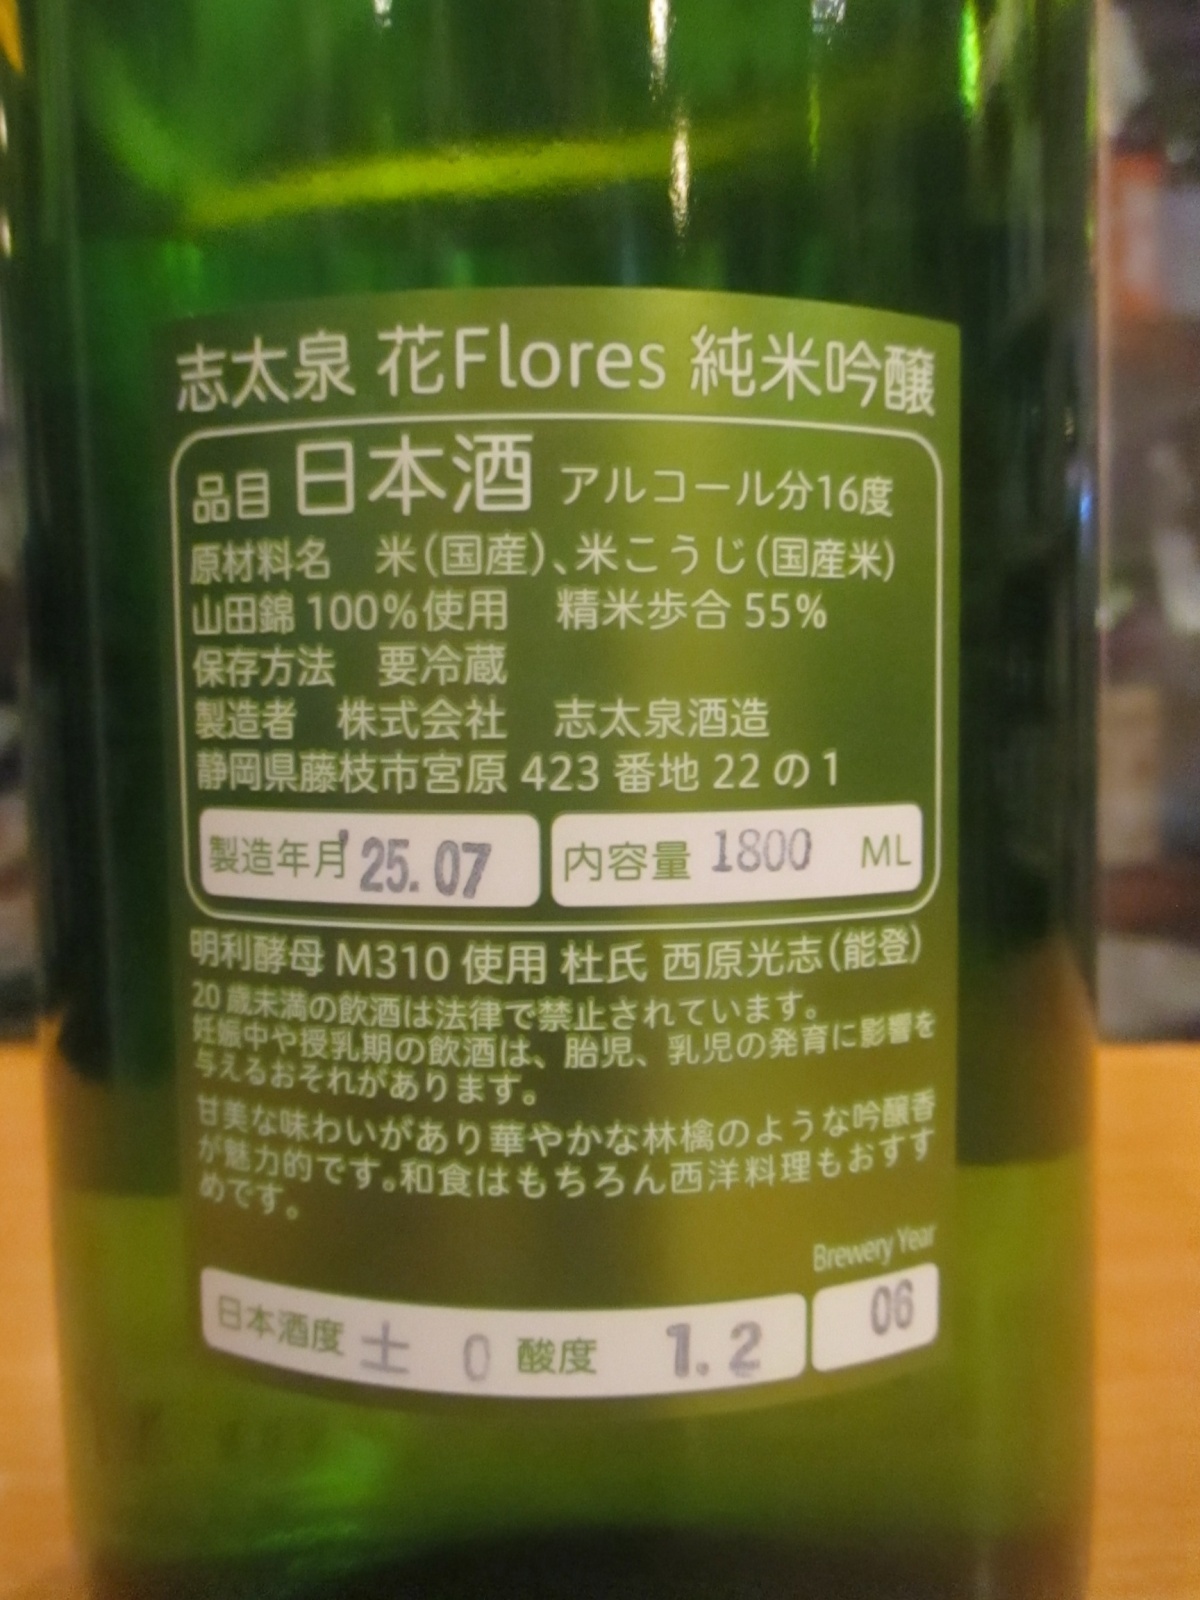 志太泉 花Flores 純米吟醸
品目 日本酒 アルコール分16度
原材料名 米(国産)、米こうじ(国産米)
山田錦 100%使用 精米歩合 55%
保存方法 要冷蔵
製造者 株式会社 志太泉酒造
静岡県藤枝市宮原 423 番地 22 の 1
製造年月 '25.07 内容量 1800 ML
明利酵母 M310 使用 杜氏 西原光志(能登)
20 歳未満の飲酒は法律で禁止されています。
妊娠中や授乳期の飲酒は、胎児、乳児の発育に影響を
与えるおそれがあります。
甘美な味わいがあり華やかな林檎のような吟醸香
が魅力的です。和食はもちろん西洋料理もおすす
めです。
Brewery Year
日本酒度 ± 0 酸度 1.2 06